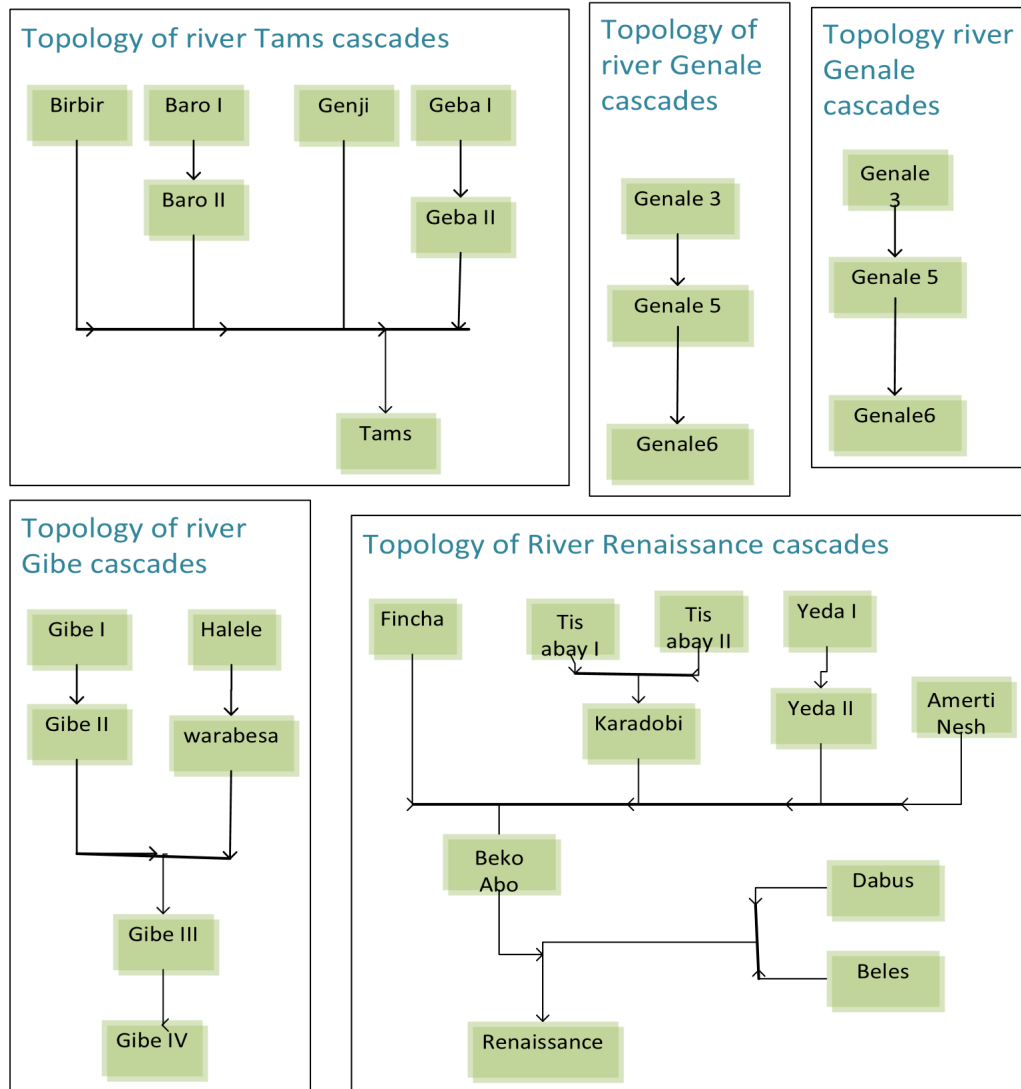 Topology of river Tams cascades
Birbir
Baro I
Genji
Geba I
Baro II
Geba II
Tams
Topology of
river Genale
cascades
Genale 3
Genale 5
Genale6
Topology river
Genale
cascades
Genale
3
Genale 5
Genale6
Topology of river
Gibe cascades
Gibe I
Halele
Gibe II
warabesa
Gibe III
Gibe IV
Topology of River Renaissance cascades
Fincha
Tis
abay I
Tis
abay II
Yeda I
Karadobi
Yeda II
Amerti
Nesh
Beko
Abo
Dabus
Beles
Renaissance